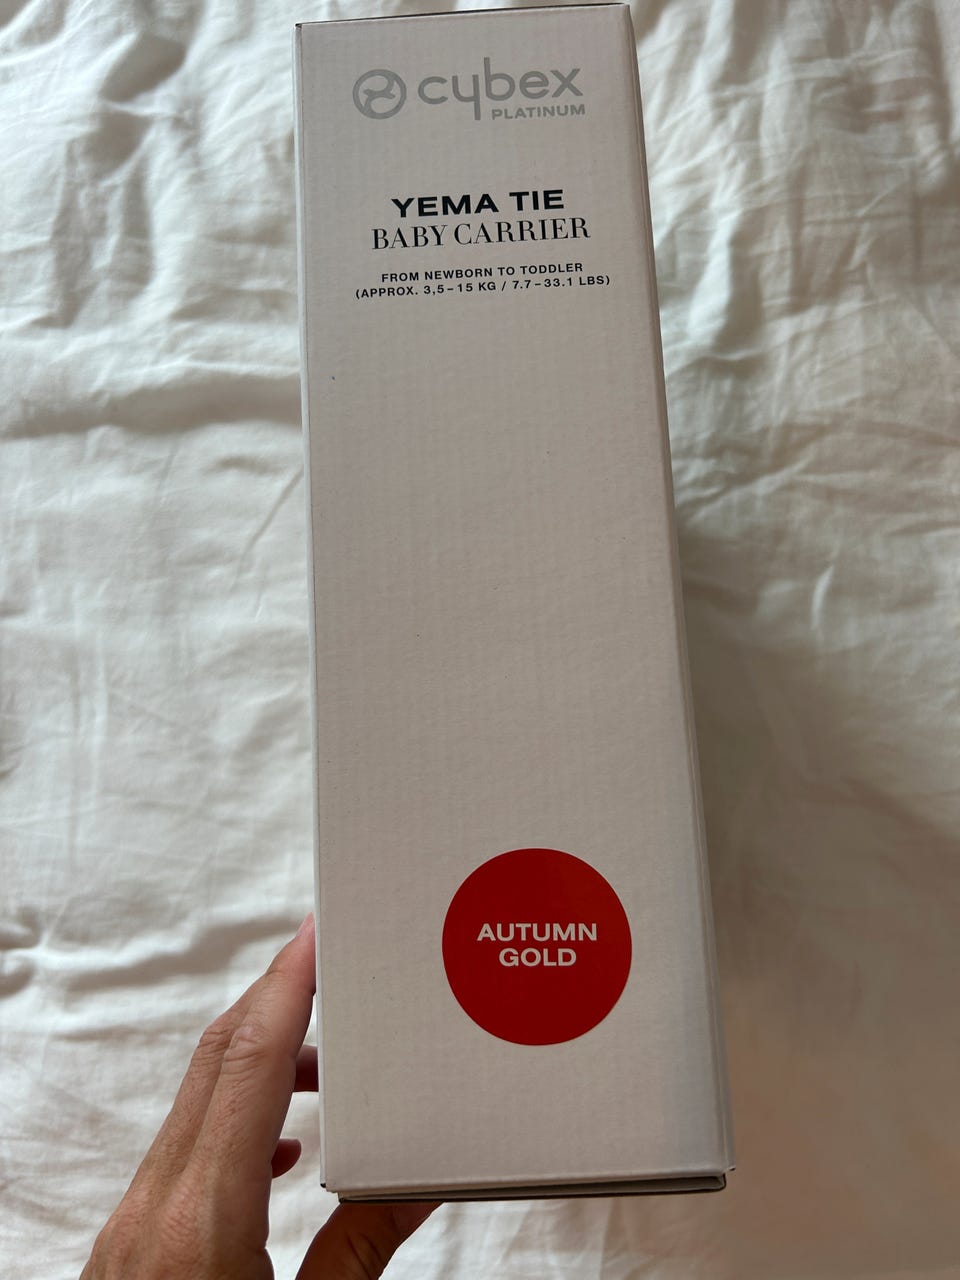 cybex
PLATINUM
YEMA TIE
BABY CARRIER
FROM NEWBORN TO TODDLER
(APPROX. 3,5–15 KG / 7.7–33.1 LBS)
AUTUMN
GOLD